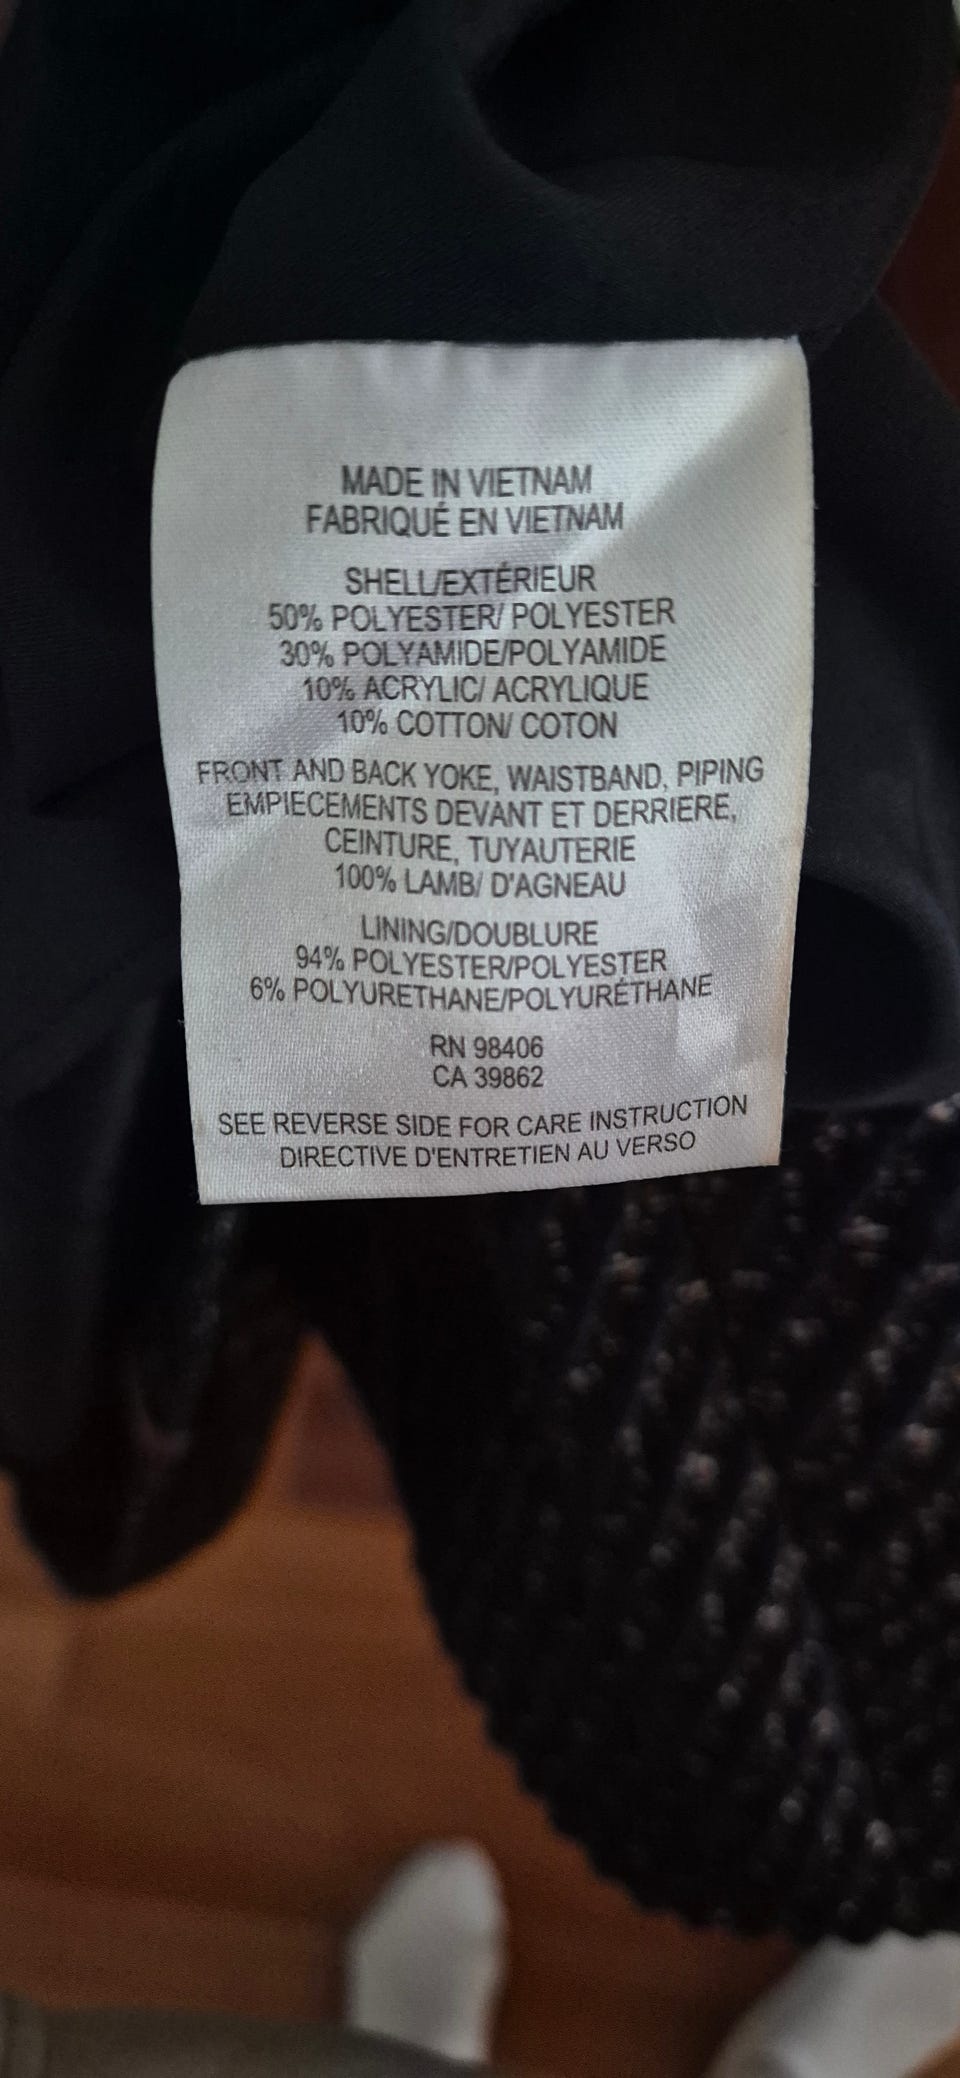 MADE IN VIETNAM
FABRIQUÉ EN VIETNAM
SHELL/EXTÉRIEUR
50% POLYESTER/ POLYESTER
30% POLYAMIDE/POLYAMIDE
10% ACRYLIC/ ACRYLIQUE
10% COTTON/ COTON
FRONT AND BACK YOKE, WAISTBAND, PIPING
EMPIECEMENTS DEVANT ET DERRIERE,
CEINTURE, TUYAUTERIE
100% LAMB/ D'AGNEAU
LINING/DOUBLURE
94% POLYESTER/POLYESTER
6% POLYURETHANE/POLYURÉTHANE
RN 98406
CA 39862
SEE REVERSE SIDE FOR CARE INSTRUCTION
DIRECTIVE D'ENTRETIEN AU VERSO